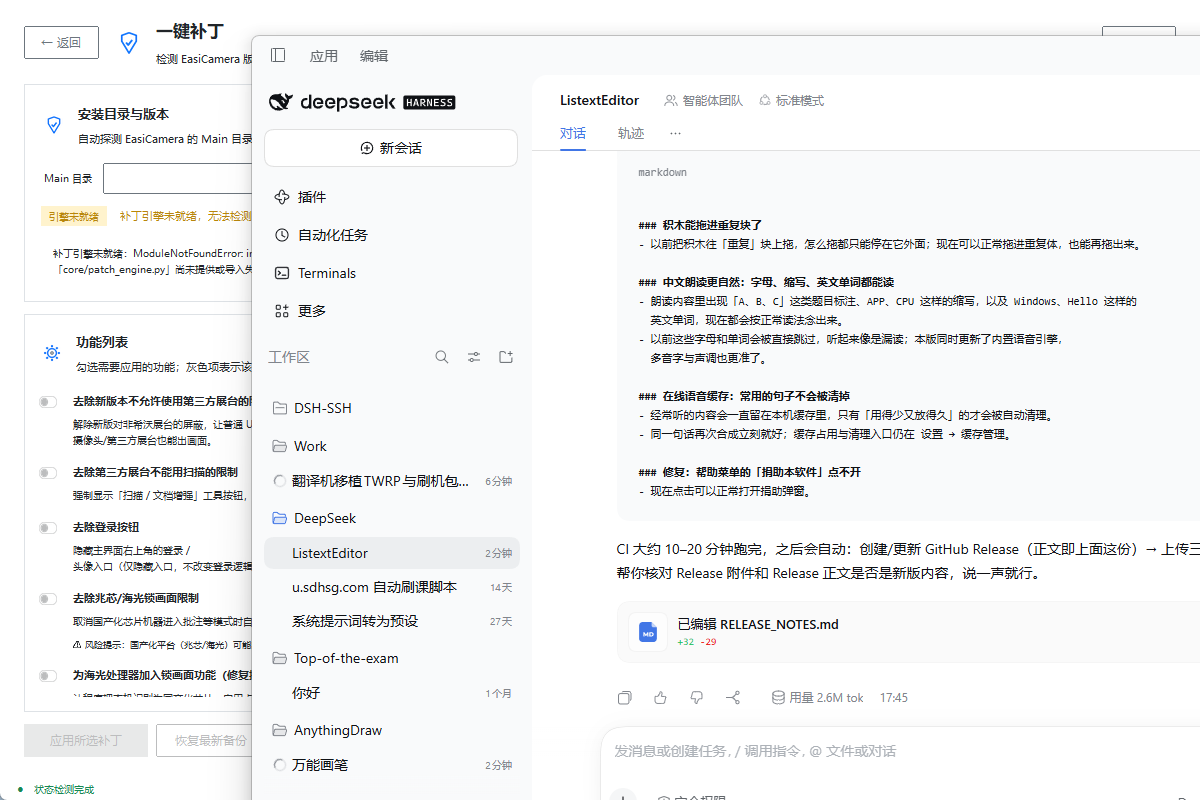 ← 返回
一键补丁
检测 EasiCamera 版
安装目录与版本
自动探测 EasiCamera 的 Main 目录
Main 目录
引擎未就绪
补丁引擎未就绪，无法检测
补丁引擎未就绪：ModuleNotFoundError: in
「core/patch_engine.py」尚未提供或导入失
功能列表
勾选需要应用的功能；灰色项表示该
去除新版本不允许使用第三方展台的
解除新版对非希沃展台的屏蔽，让普通 U
摄像头/第三方展台也能出画面。
去除第三方展台不能用扫描的限制
强制显示「扫描 / 文档增强」工具按钮，
去除登录按钮
隐藏主界面右上角的登录 /
头像入口（仅隐藏入口，不改变登录逻辑
去除兆芯/海光锁画面限制
取消国产化芯片机器进入批注等模式时自
⚠ 风险提示：国产化平台（兆芯/海光）可能
为海光处理器加入锁画面功能（修复
应用所选补丁
恢复最新备份
状态检测完成
应用
编辑
deepseek HARNESS
新会话
插件
自动化任务
Terminals
更多
工作区
DSH-SSH
Work
翻译机移植TWRP与刷机包... 6分钟
DeepSeek
ListextEditor 2分钟
u.sdhsg.com 自动刷课脚本 14天
系统提示词转为预设 27天
Top-of-the-exam
你好 1个月
AnythingDraw
万能画笔 2分钟
ListextEditor 智能体团队 标准模式
对话 轨迹 ···
markdown
### 积木能拖进重复块了
- 以前把积木往「重复」块上拖，怎么拖都只能停在它外面；现在可以正常拖进重复体，也能再拖出来。
### 中文朗读更自然：字母、缩写、英文单词都能读
- 朗读内容里出现「A、B、C」这类题目标注、APP、CPU 这样的缩写，以及 Windows、Hello 这样的
英文单词，现在都会按正常读法念出来。
- 以前这些字母和单词会被直接跳过，听起来像是漏读；本版同时更新了内置语音引擎，
多音字与声调也更准了。
### 在线语音缓存：常用的句子不会被清掉
- 经常听的内容会一直留在本机缓存里，只有「用得少又放得久」的才会被自动清理。
- 同一句话再次合成立刻就好；缓存占用与清理入口仍在 设置 → 缓存管理。
### 修复：帮助菜单的「捐助本软件」点不开
- 现在点击可以正常打开捐助弹窗。
CI 大约 10–20 分钟跑完，之后会自动：创建/更新 GitHub Release（正文即上面这份）→ 上传三
帮你核对 Release 附件和 Release 正文是否是新版内容，说一声就行。
MD
已编辑 RELEASE_NOTES.md
+32 -29
用量 2.6M tok 17:45
发消息或创建任务, / 调用指令, @ 文件或对话